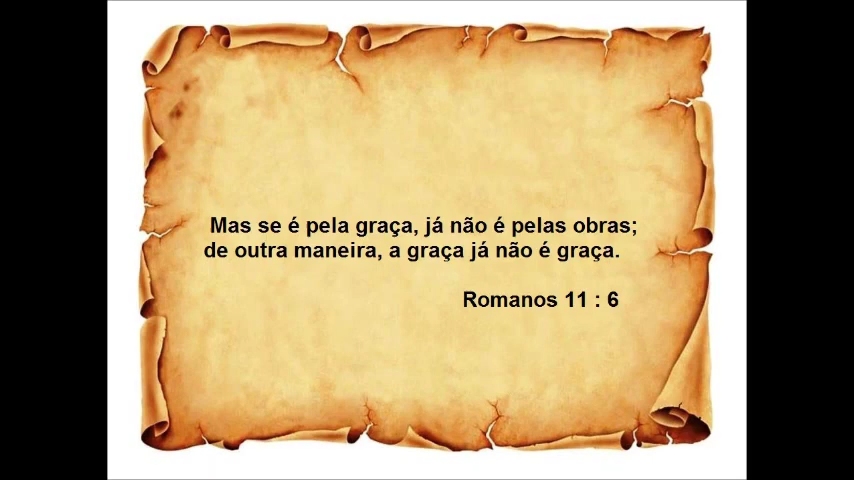 Mas se é pela graça, já não é pelas obras;
de outra maneira, a graça já não é graça.
Romanos 11 : 6